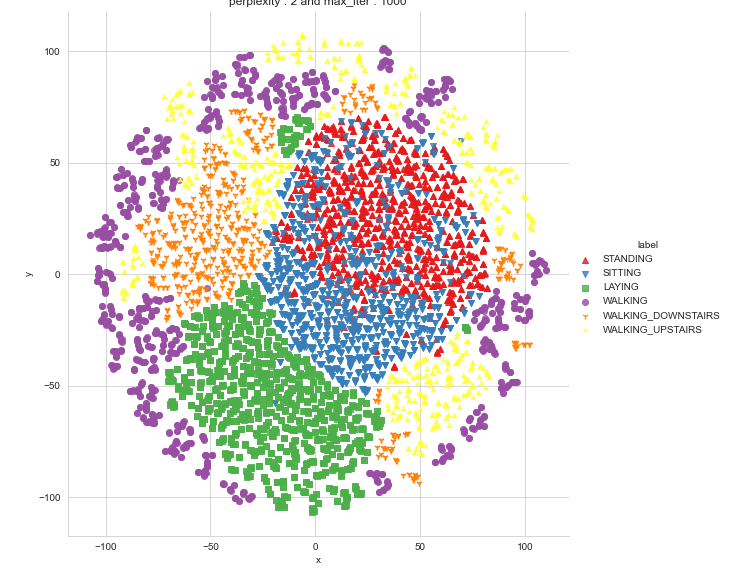 perplexity : 2 and max_iter : 1000
100
50
0
−50
−100
y
−100
−50
0
50
100
x
label
STANDING
SITTING
LAYING
WALKING
WALKING_DOWNSTAIRS
WALKING_UPSTAIRS